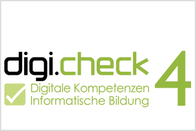 digi.check 4
Digitale Kompetenzen
Informatische Bildung